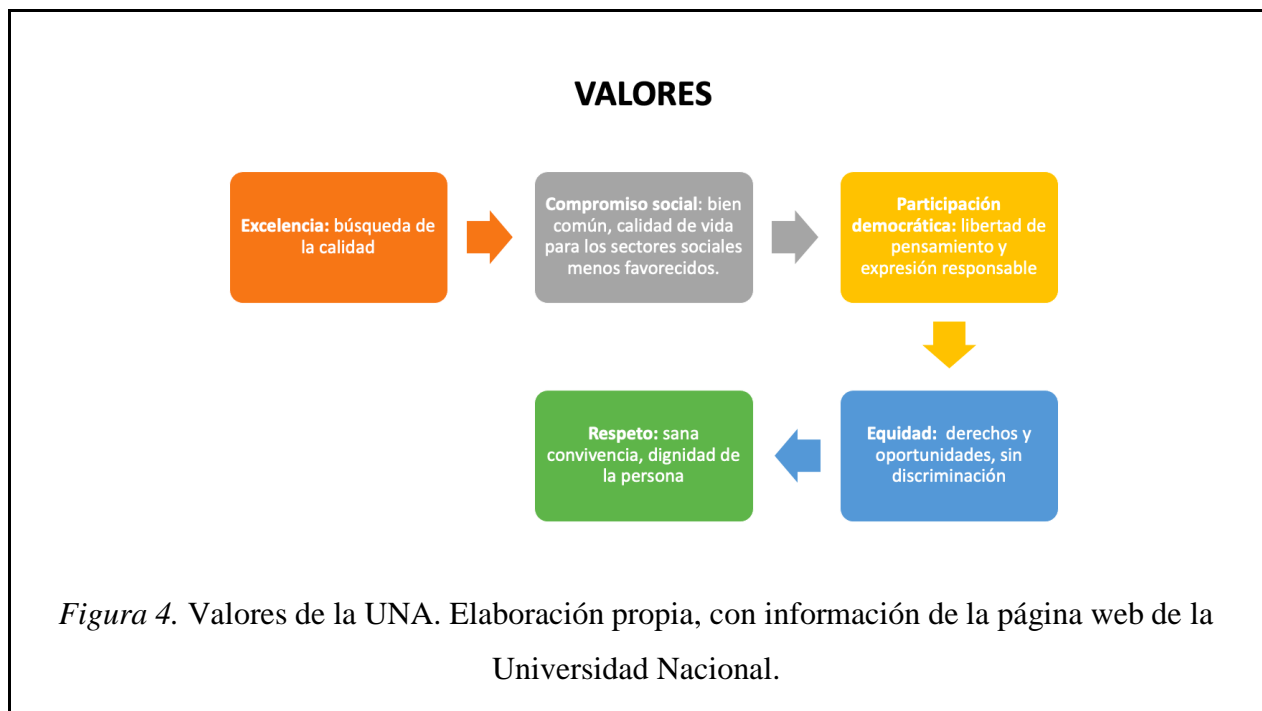 VALORES
Excelencia: búsqueda de
la calidad
Compromiso social: bien
común, calidad de vida
para los sectores sociales
menos favorecidos.
Participación
democrática: libertad de
pensamiento y
expresión responsable
Equidad: derechos y
oportunidades, sin
discriminación
Respeto: sana
convivencia, dignidad de
la persona
Figura 4. Valores de la UNA. Elaboración propia, con información de la página web de la
Universidad Nacional.